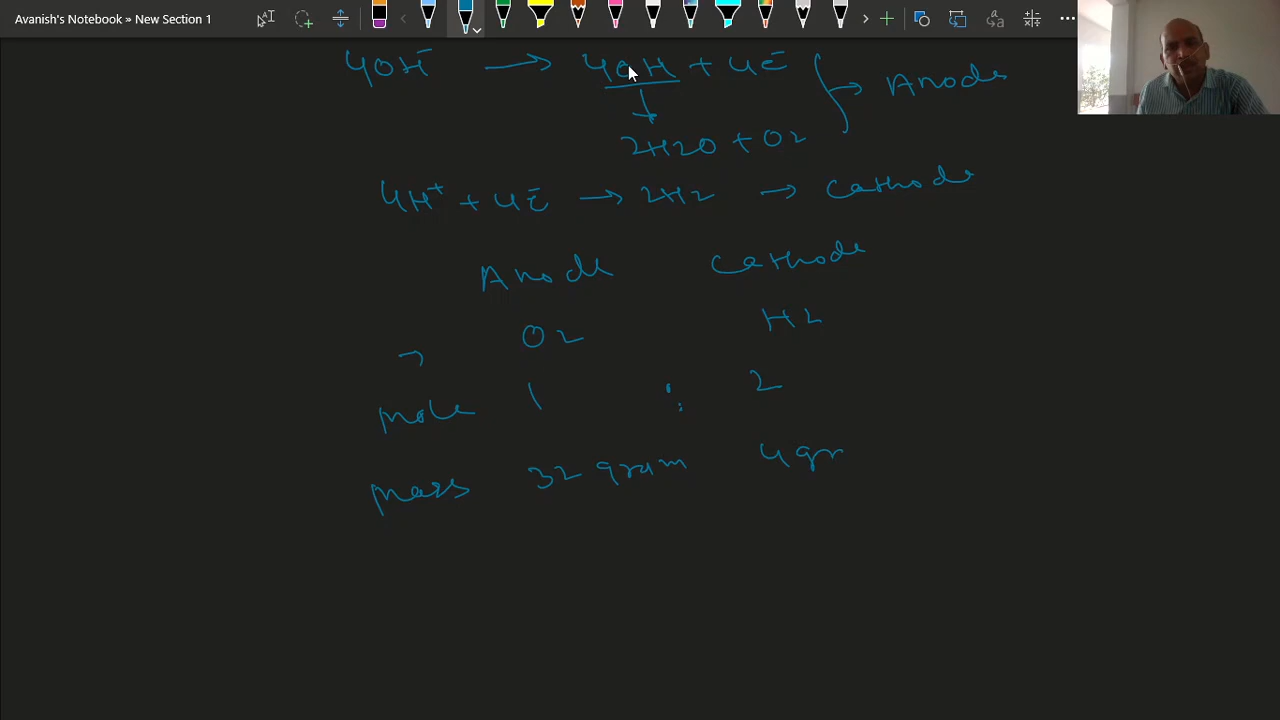 Avanish's Notebook » New Section 1
4OH⁻ → 4OH + 4e⁻ } → Anode
↓
2H2O + O2
4H⁺ + 4e⁻ → 2H2 → Cathode
Anode Cathode
→ O2 H2
mole 1 : 2
mass 32 gram 4gr